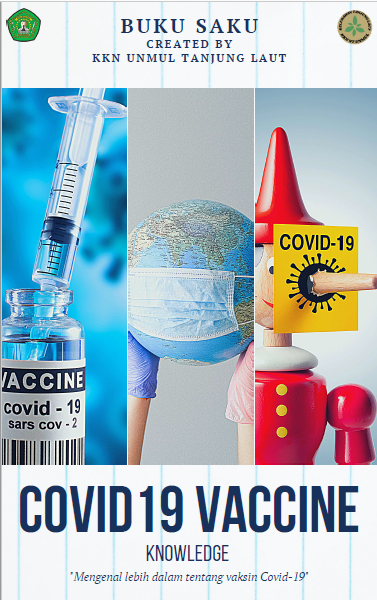 BUKU SAKU
CREATED BY
KKN UNMUL TANJUNG LAUT
VACCINE
covid - 19
sars cov - 2
COVID-19
COVID19 VACCINE
KNOWLEDGE
"Mengenal lebih dalam tentang vaksin Covid-19"